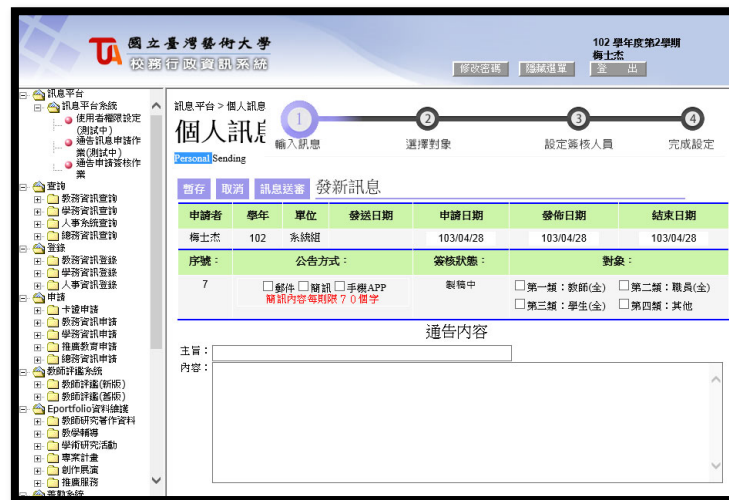 國立臺灣藝術大學
校務行政資訊系統
102 學年度第2學期
梅士杰
修改密碼 隱藏選單 登 出
訊息平台
訊息平台系統
使用者權限設定
(測試中)
通告訊息申請作
業(測試中)
通告申請簽核作
業
查詢
教務資訊查詢
學務資訊查詢
人事系統查詢
總務資訊查詢
登錄
教務資訊登錄
學務資訊登錄
人事資訊登錄
申請
卡證申請
教務資訊申請
學務資訊申請
推廣教育申請
總務資訊申請
教師評鑑系統
教師評鑑(新版)
教師評鑑(舊版)
Eportfolio資料維護
教師研究著作資料
教學輔導
學術研究活動
專案計畫
創作展演
推廣服務
訊息平台 > 個人訊息
個人訊息
Personal Sending
1 2 3 4
輸入訊息 選擇對象 設定簽核人員 完成設定
暫存 取消 訊息送審 發新訊息
申請者 學年 單位 發送日期 申請日期 發佈日期 結束日期
梅士杰 102 系統組 103/04/28 103/04/28 103/04/28
序號： 公告方式： 簽核狀態： 對象：
7 郵件 簡訊 手機APP 製稿中 第一類：教師(全) 第二類：職員(全)
簡訊內容每則限７０個字
第三類：學生(全) 第四類：其他
通告內容
主旨：
內容：